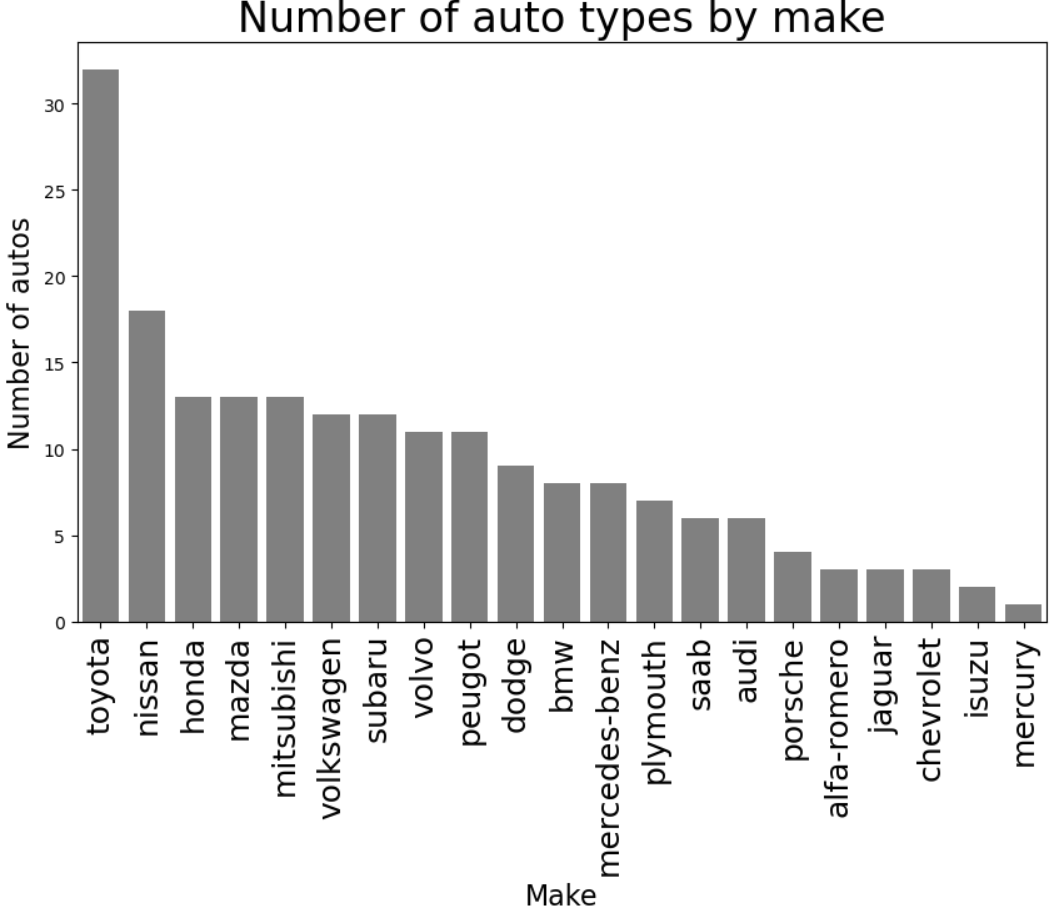 Number of auto types by make
Number of autos
30
25
20
15
10
5
0
toyota
nissan
honda
mazda
mitsubishi
volkswagen
subaru
volvo
peugot
dodge
bmw
mercedes-benz
plymouth
saab
audi
porsche
alfa-romero
jaguar
chevrolet
isuzu
mercury
Make